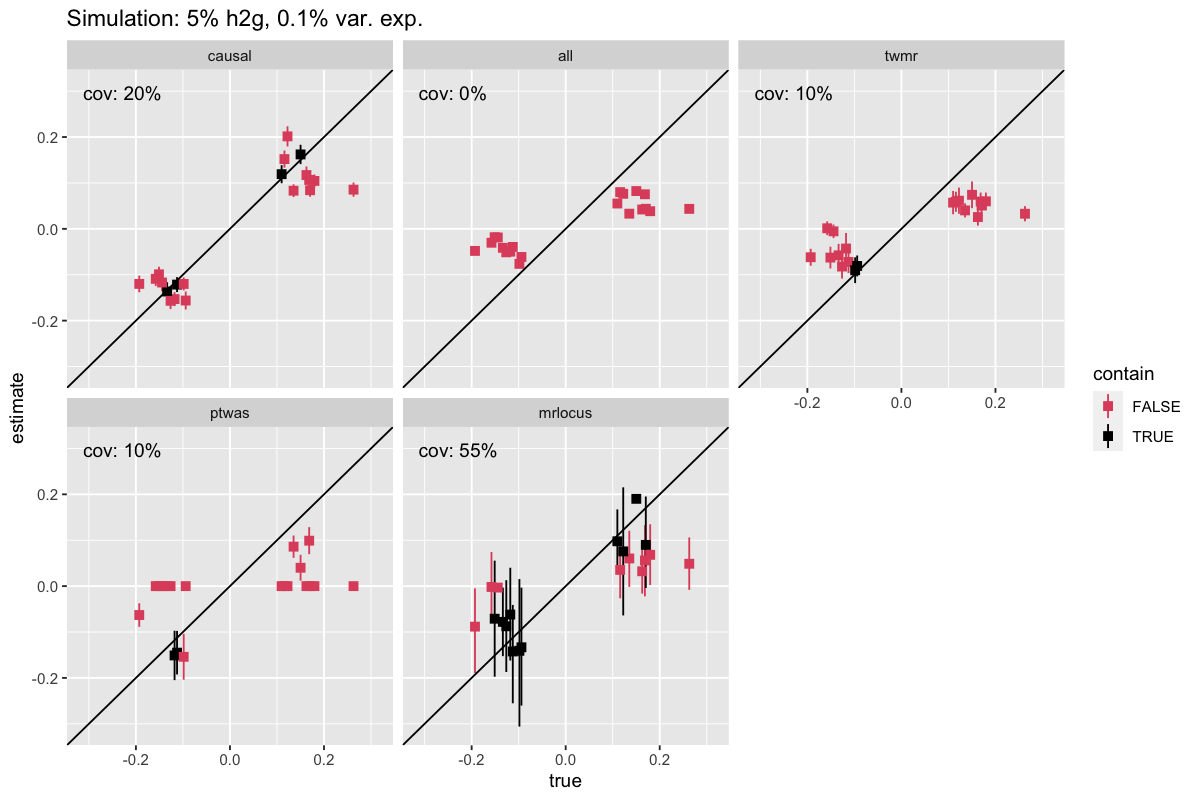 Simulation: 5% h2g, 0.1% var. exp.
causal
all
twmr
cov: 20%
cov: 0%
cov: 10%
0.2
0.0
-0.2
-0.2
0.0
0.2
ptwas
mrlocus
cov: 10%
cov: 55%
0.2
0.0
-0.2
-0.2
0.0
0.2
-0.2
0.0
0.2
true
estimate
contain
FALSE
TRUE